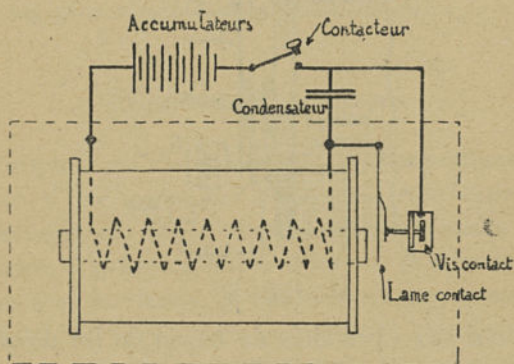 Accumulateurs
Contacteur
Condensateur
Vis contact
Lame contact